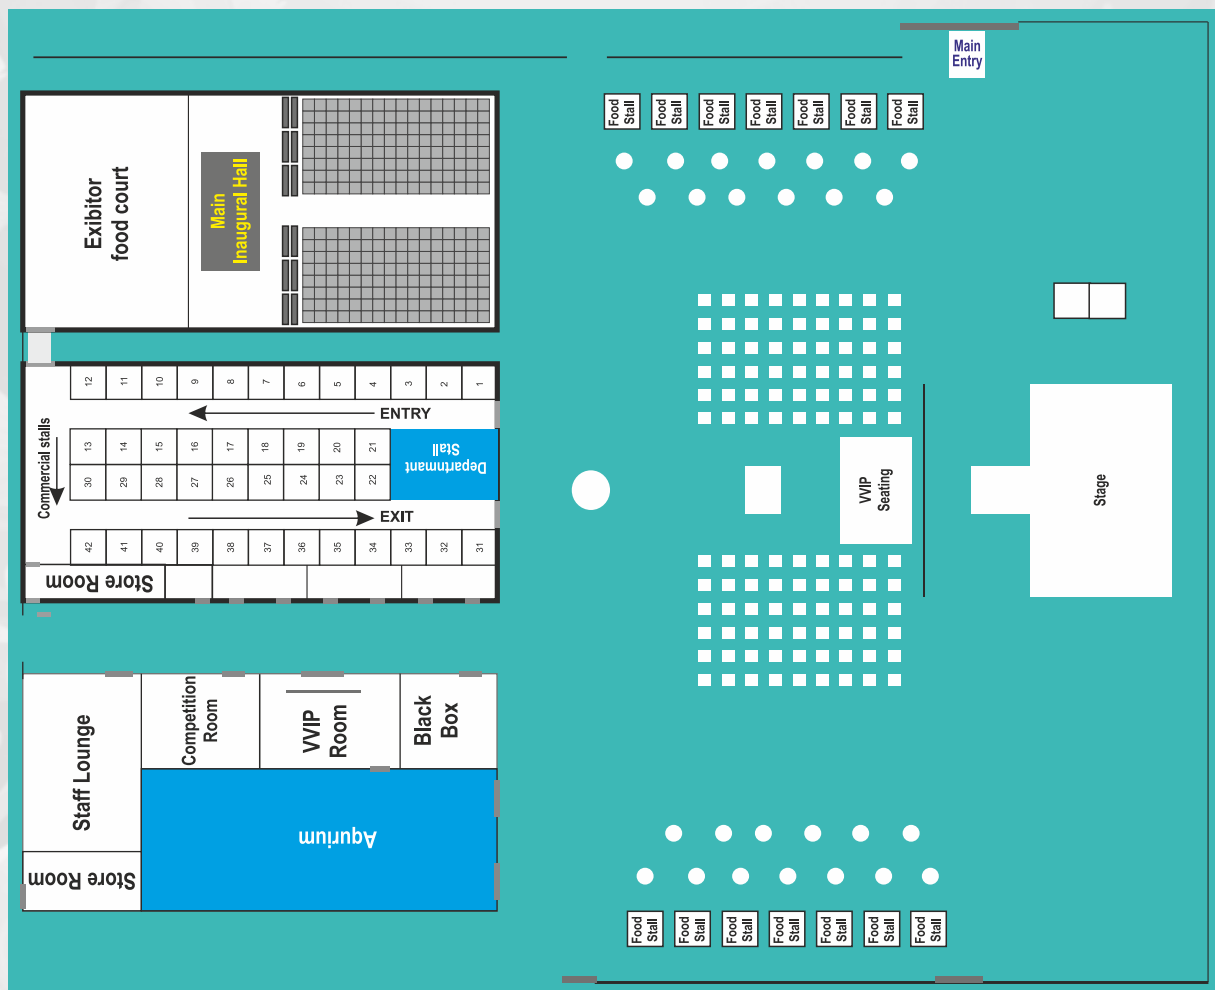 Main
Entry
Food
Stall
Food
Stall
Food
Stall
Food
Stall
Food
Stall
Food
Stall
Food
Stall
Exibitor
food court
Main
Inaugural Hall
12 11 10 9 8 7 6 5 4 3 2 1
ENTRY
Commercial stalls
13 14 15 16 17 18 19 20 21
Department
Stall
30 29 28 27 26 25 24 23 22
EXIT
42 41 40 39 38 37 36 35 34 33 32 31
Store Room
VVIP
Seating
Stage
Staff Lounge
Competition
Room
VVIP
Room
Black
Box
Aqurium
Store Room
Food
Stall
Food
Stall
Food
Stall
Food
Stall
Food
Stall
Food
Stall
Food
Stall